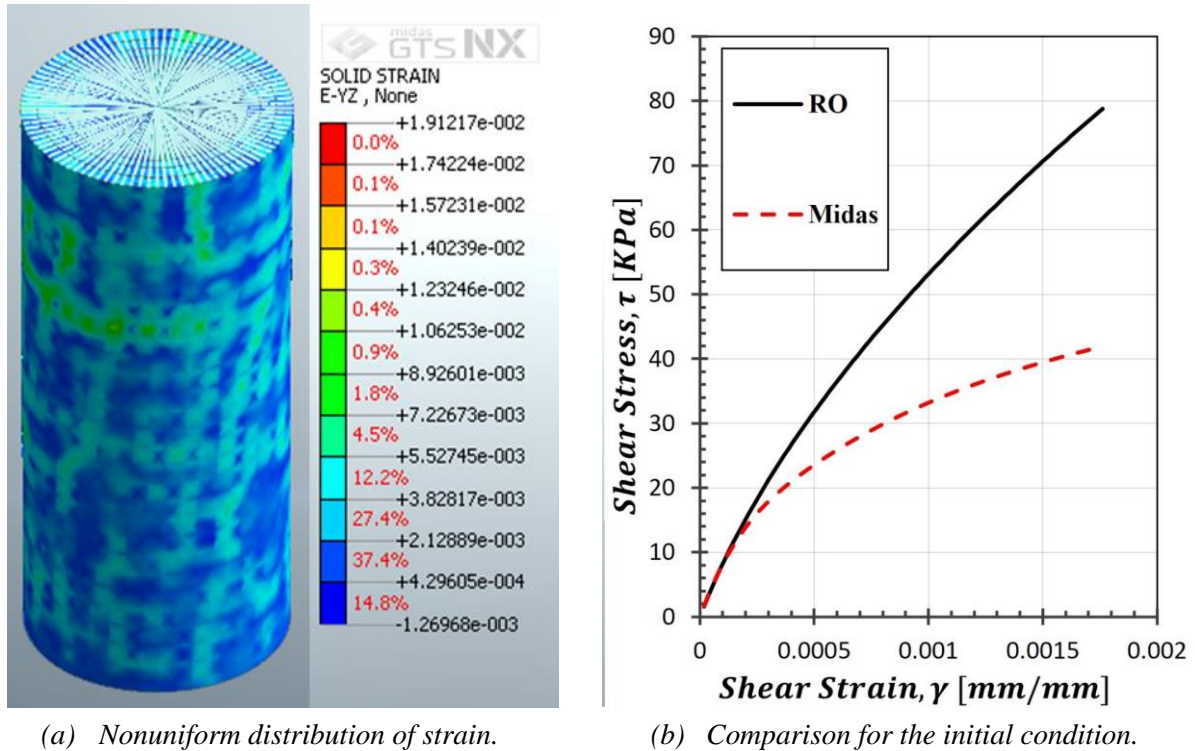 midas
GTS NX
SOLID STRAIN
E-YZ , None
+1.91217e-002
0.0%
+1.74224e-002
0.1%
+1.57231e-002
0.1%
+1.40239e-002
0.3%
+1.23246e-002
0.4%
+1.06253e-002
0.9%
+8.92601e-003
1.8%
+7.22673e-003
4.5%
+5.52745e-003
12.2%
+3.82817e-003
27.4%
+2.12889e-003
37.4%
+4.29605e-004
14.8%
-1.26968e-003
(a) Nonuniform distribution of strain.
90
80
70
60
50
40
30
20
10
0
Shear Stress, τ [KPa]
RO
Midas
0
0.0005
0.001
0.0015
0.002
Shear Strain, γ [mm/mm]
(b) Comparison for the initial condition.